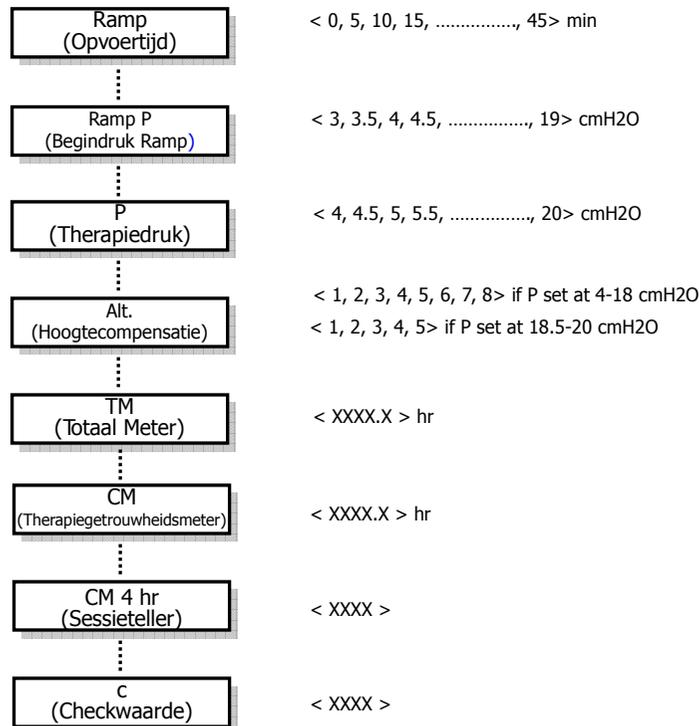 Ramp
(Opvoertijd)
< 0, 5, 10, 15, ................, 45> min
Ramp P
(Begindruk Ramp)
< 3, 3.5, 4, 4.5, ................, 19> cmH2O
P
(Therapiedruk)
< 4, 4.5, 5, 5.5, ................, 20> cmH2O
Alt.
(Hoogtecompensatie)
< 1, 2, 3, 4, 5, 6, 7, 8> if P set at 4-18 cmH2O
< 1, 2, 3, 4, 5> if P set at 18.5-20 cmH2O
TM
(Totaal Meter)
< XXXX.X > hr
CM
(Therapiegetrouwheidsmeter)
< XXXX.X > hr
CM 4 hr
(Sessieteller)
< XXXX >
c
(Checkwaarde)
< XXXX >